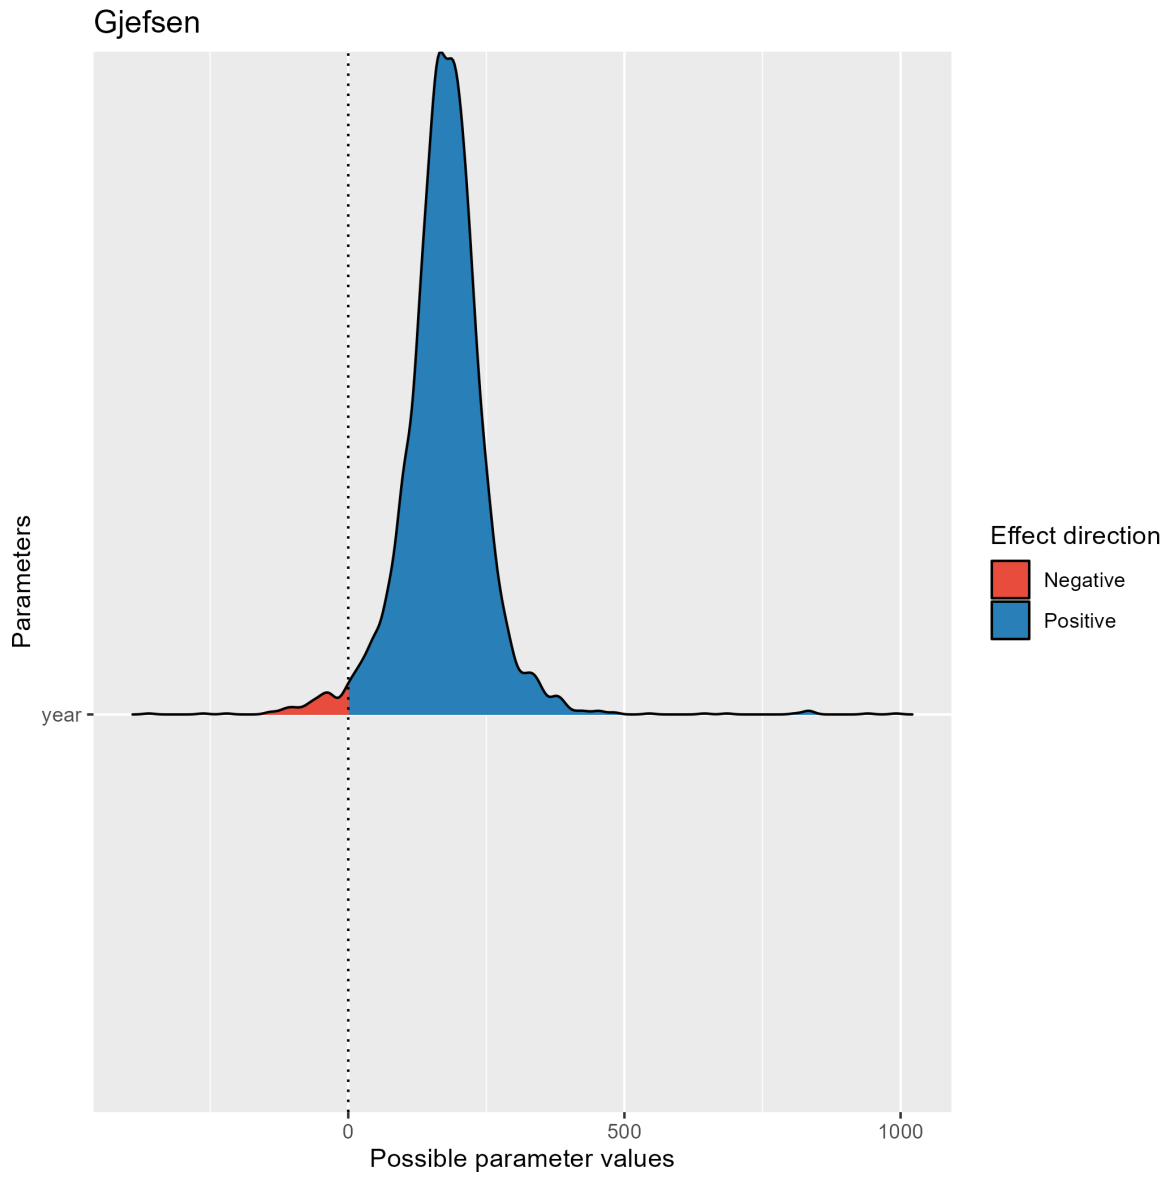 Gjefsen
Parameters
year
0 500 1000
Possible parameter values
Effect direction
Negative
Positive